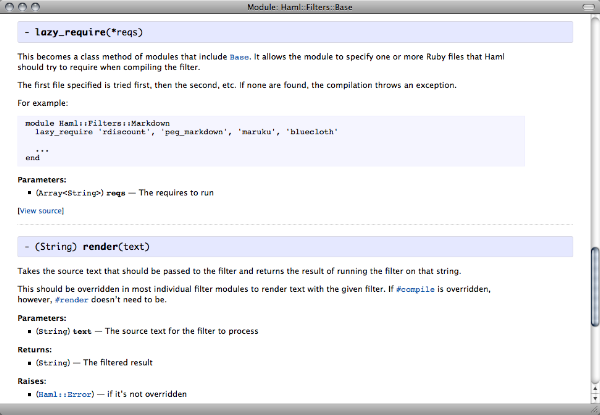 Module: Haml::Filters::Base
- lazy_require(*reqs)
This becomes a class method of modules that include Base. It allows the module to specify one or more Ruby files that Haml
should try to require when compiling the filter.
The first file specified is tried first, then the second, etc. If none are found, the compilation throws an exception.
For example:
module Haml::Filters::Markdown
lazy_require 'rdiscount', 'peg_markdown', 'maruku', 'bluecloth'
...
end
Parameters:
▪ (Array<String>) reqs — The requires to run
[View source]
- (String) render(text)
Takes the source text that should be passed to the filter and returns the result of running the filter on that string.
This should be overridden in most individual filter modules to render text with the given filter. If #compile is overridden,
however, #render doesn't need to be.
Parameters:
▪ (String) text — The source text for the filter to process
Returns:
▪ (String) — The filtered result
Raises:
▪ (Haml::Error) — if it's not overridden